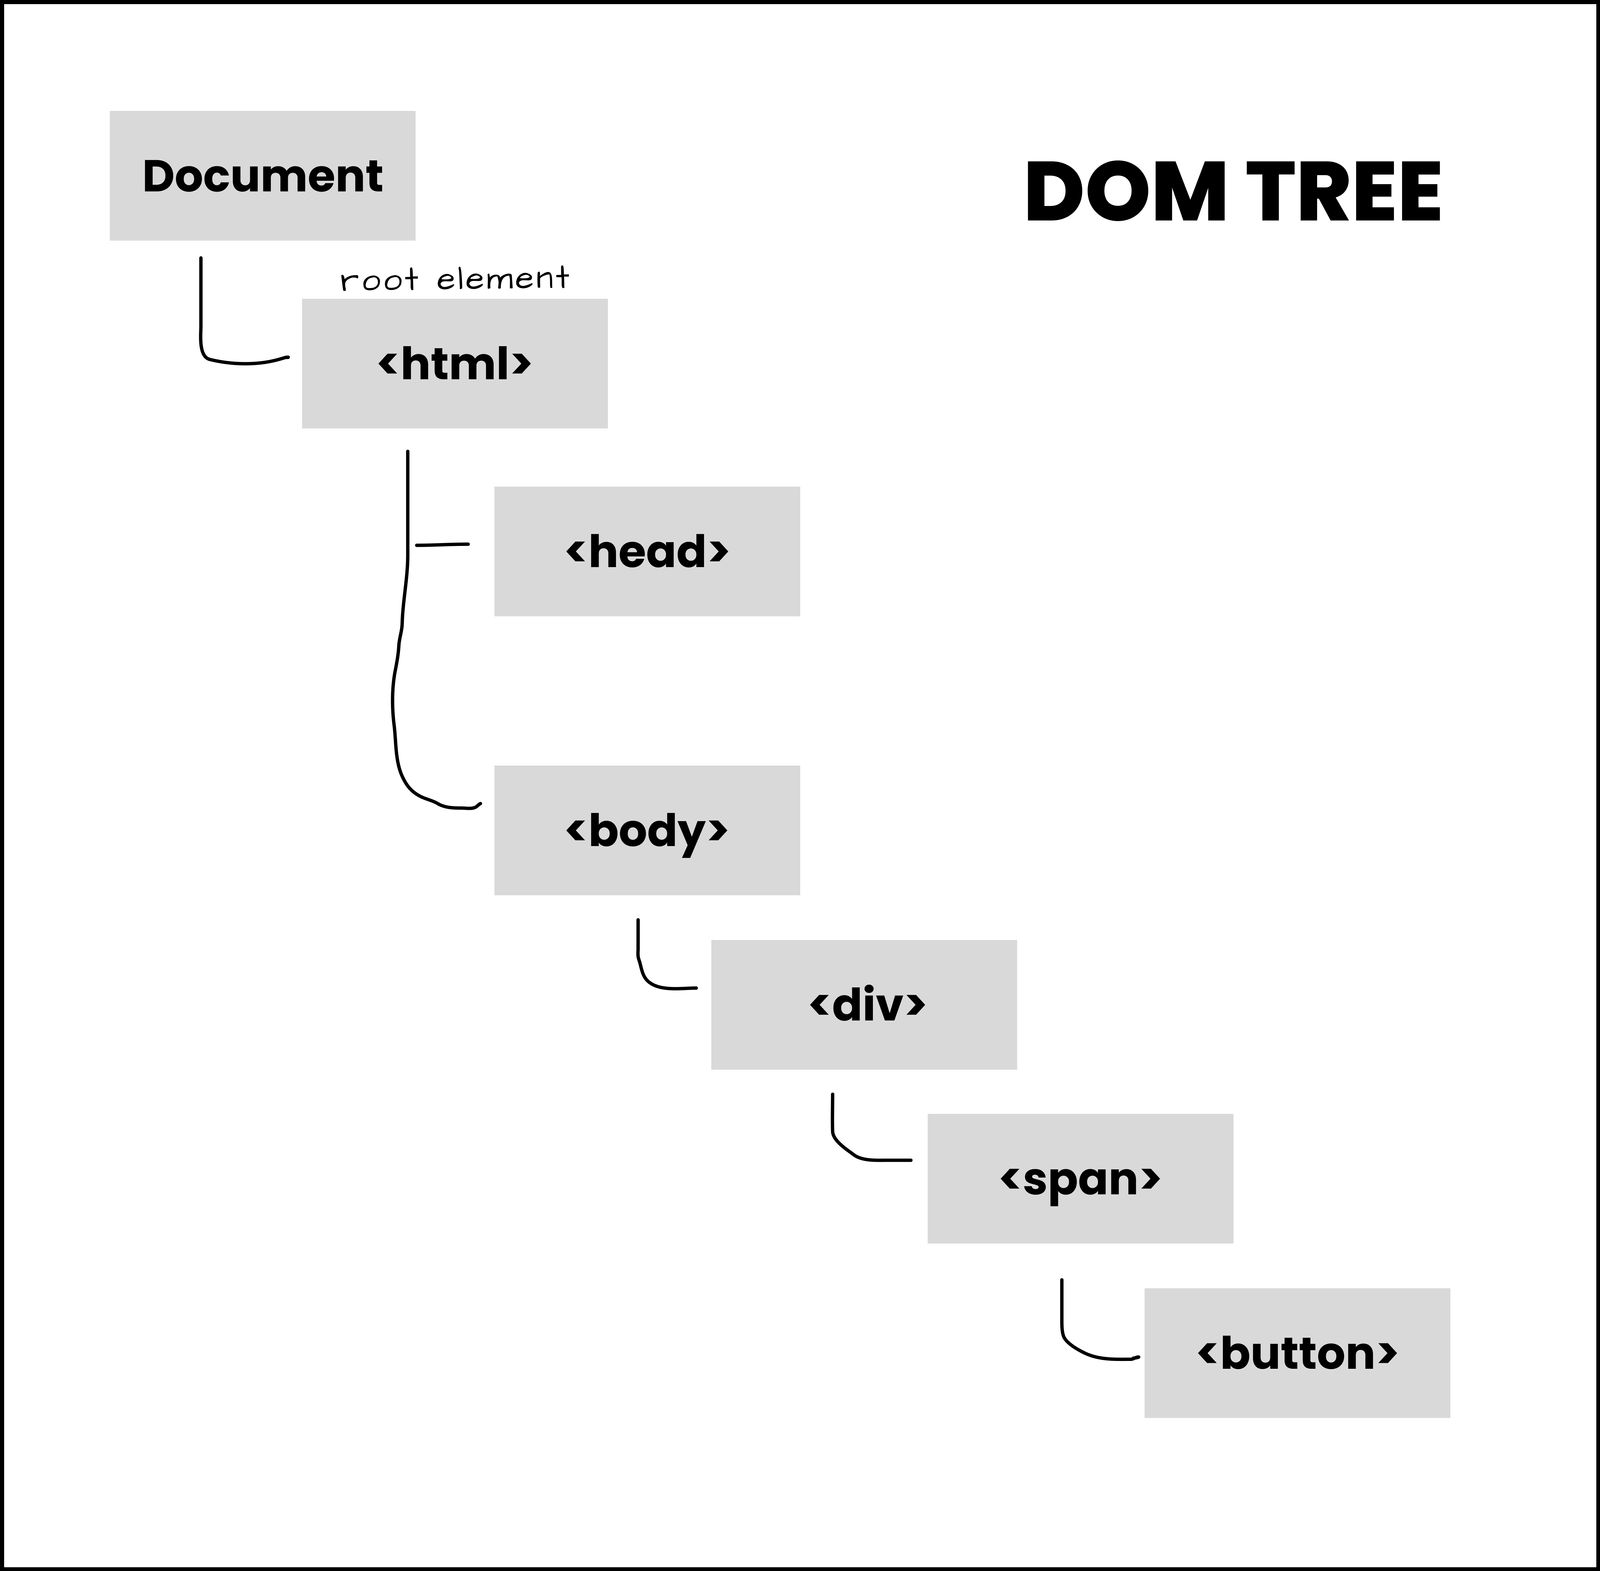 DOM TREE
Document
root element
<html>
<head>
<body>
<div>
<span>
<button>